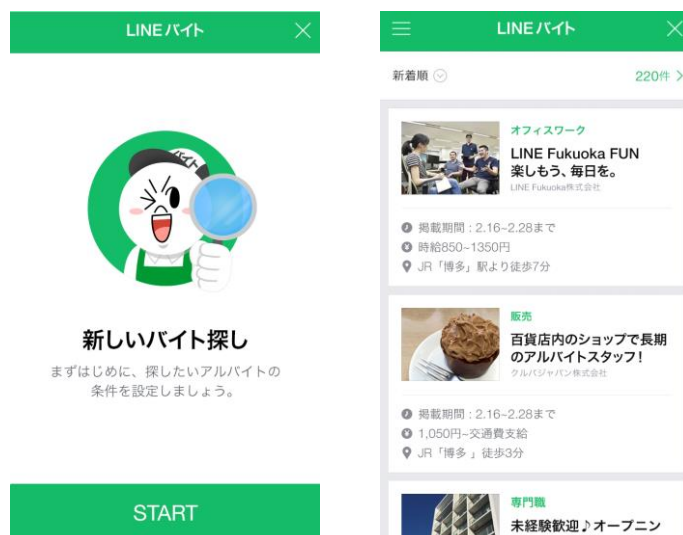 LINEバイト
バイト
新しいバイト探し
まずはじめに、探したいアルバイトの
条件を設定しましょう。
START
LINEバイト
新着順
220件
オフィスワーク
LINE Fukuoka FUN
楽しもう、毎日を。
LINE Fukuoka株式会社
掲載期間：2.16~2.28まで
時給850~1350円
JR「博多」駅より徒歩7分
販売
百貨店内のショップで長期
のアルバイトスタッフ！
クルパジャパン株式会社
掲載期間：2.16~2.28まで
1,050円~交通費支給
JR「博多 」徒歩3分
専門職
未経験歓迎♪オープニン